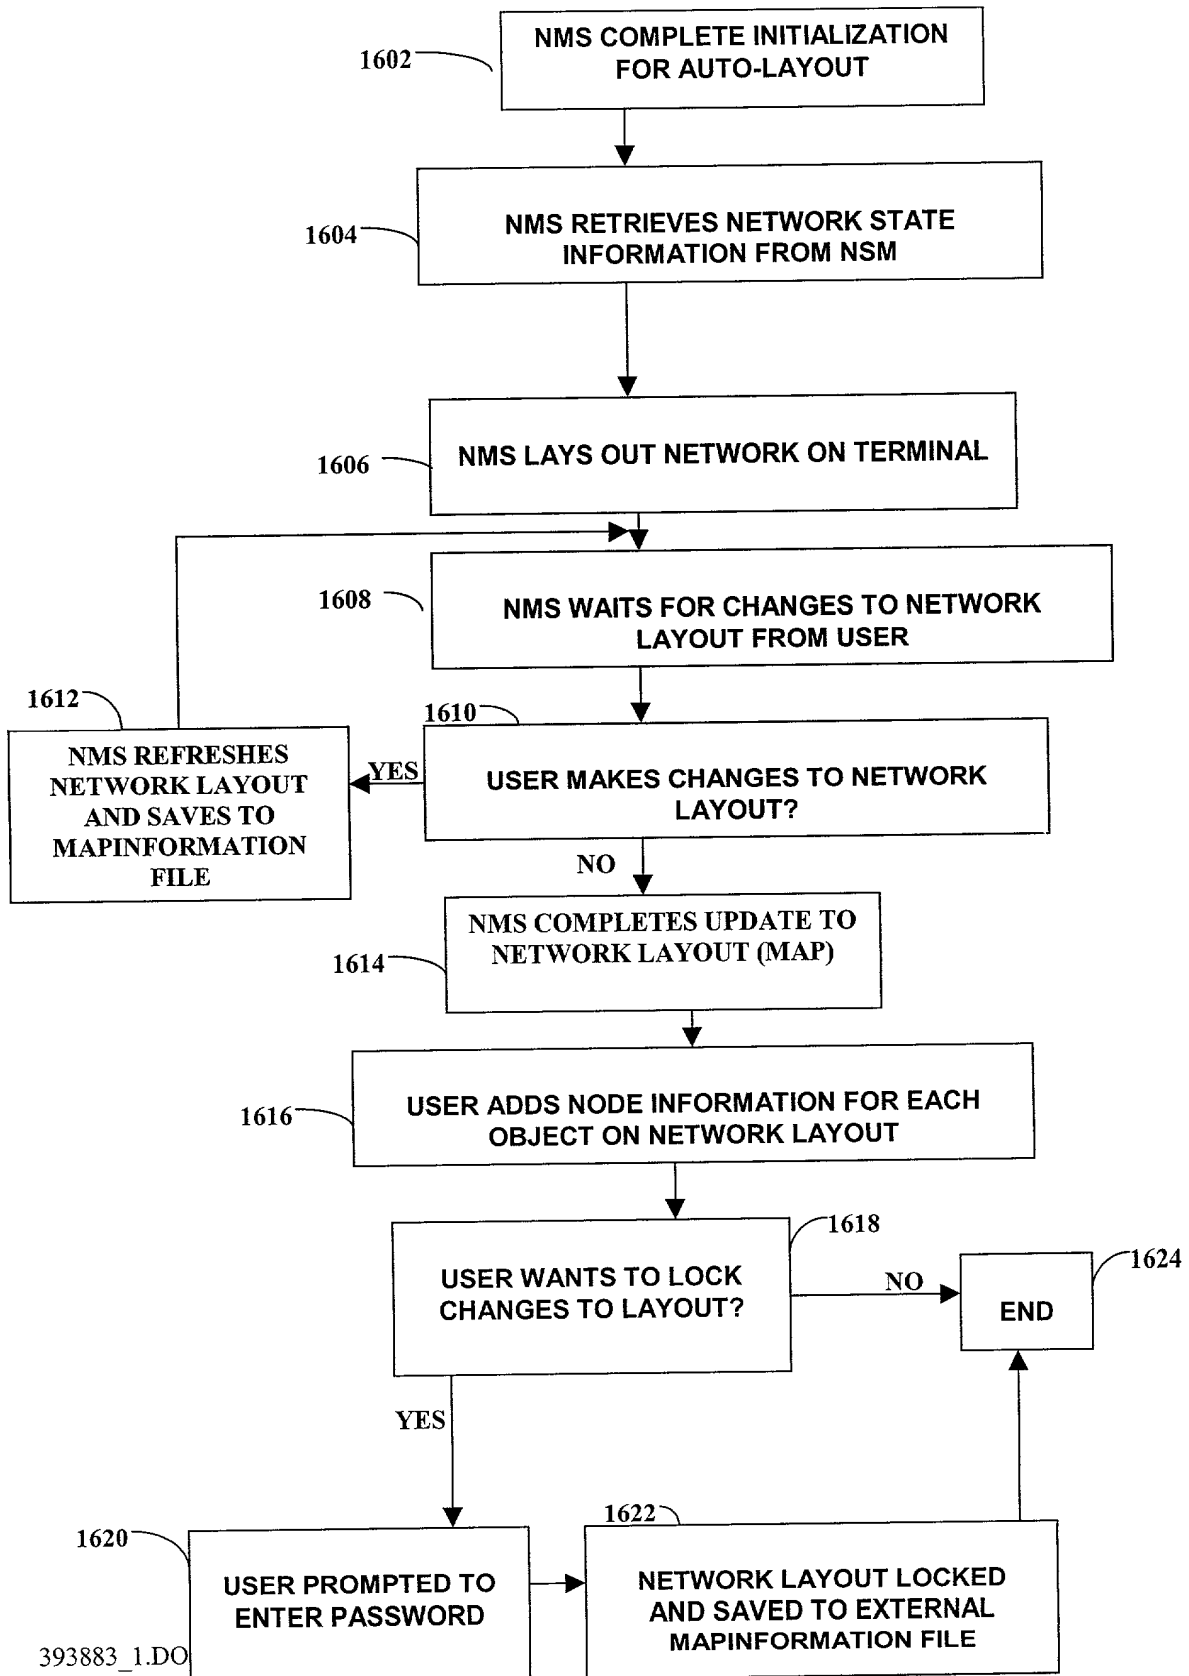 NMS COMPLETE INITIALIZATION
FOR AUTO-LAYOUT
1602
NMS RETRIEVES NETWORK STATE
INFORMATION FROM NSM
1604
NMS LAYS OUT NETWORK ON TERMINAL
1606
NMS WAITS FOR CHANGES TO NETWORK
LAYOUT FROM USER
1608
1612
NMS REFRESHES
NETWORK LAYOUT
AND SAVES TO
MAPINFORMATION
FILE
YES
1610
USER MAKES CHANGES TO NETWORK
LAYOUT?
NO
NMS COMPLETES UPDATE TO
NETWORK LAYOUT (MAP)
1614
USER ADDS NODE INFORMATION FOR EACH
OBJECT ON NETWORK LAYOUT
1616
1618
USER WANTS TO LOCK
CHANGES TO LAYOUT?
NO
1624
END
YES
1620
USER PROMPTED TO
ENTER PASSWORD
1622
NETWORK LAYOUT LOCKED
AND SAVED TO EXTERNAL
MAPINFORMATION FILE
393883_1.DO